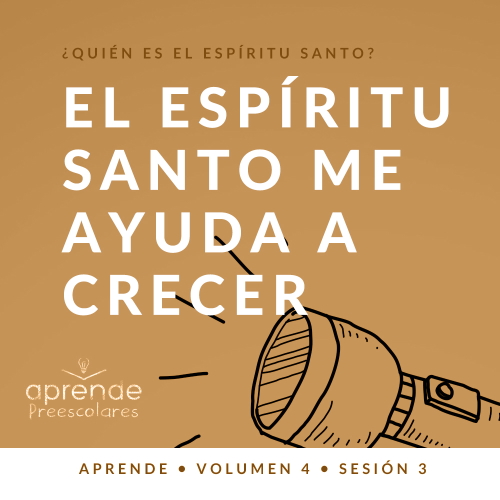 ¿QUIÉN ES EL ESPÍRITU SANTO?
EL ESPÍRITU
SANTO ME
AYUDA A
CRECER
aprende
Preescolares
APRENDE • VOLUMEN 4 • SESIÓN 3